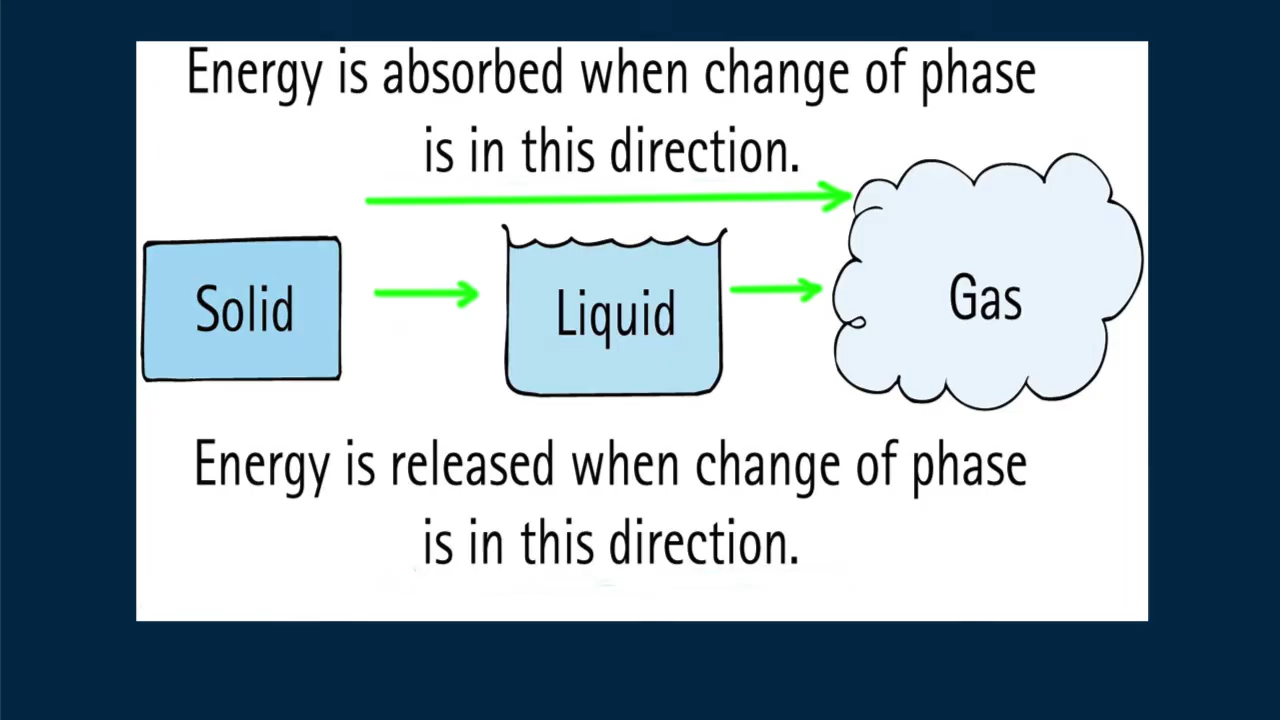 Energy is absorbed when change of phase
is in this direction.
Solid
Liquid
Gas
Energy is released when change of phase
is in this direction.